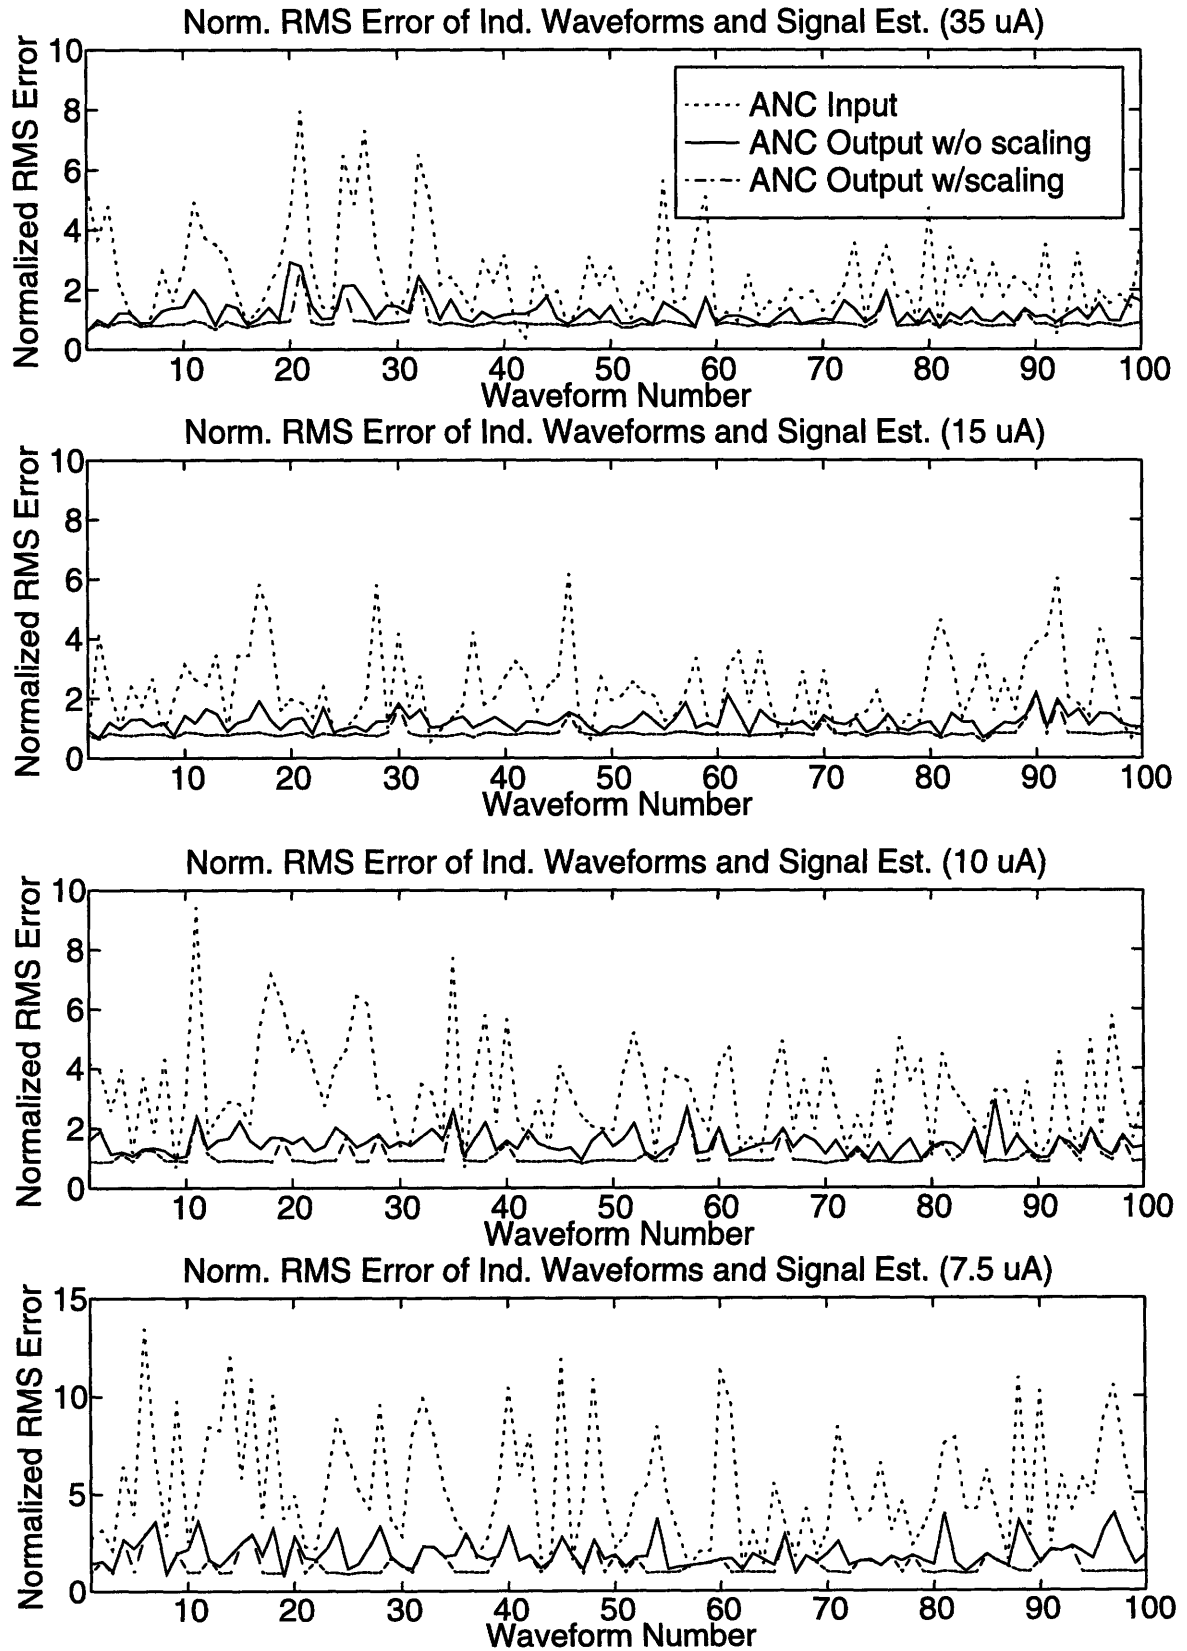 Norm. RMS Error of Ind. Waveforms and Signal Est. (35 uA)
Normalized RMS Error
10
8
6
4
2
0
ANC Input
ANC Output w/o scaling
ANC Output w/scaling
10 20 30 40 50 60 70 80 90 100
Waveform Number
Norm. RMS Error of Ind. Waveforms and Signal Est. (15 uA)
Normalized RMS Error
10
8
6
4
2
0
10 20 30 40 50 60 70 80 90 100
Waveform Number
Norm. RMS Error of Ind. Waveforms and Signal Est. (10 uA)
Normalized RMS Error
10
8
6
4
2
0
10 20 30 40 50 60 70 80 90 100
Waveform Number
Norm. RMS Error of Ind. Waveforms and Signal Est. (7.5 uA)
Normalized RMS Error
15
10
5
0
10 20 30 40 50 60 70 80 90 100
Waveform Number